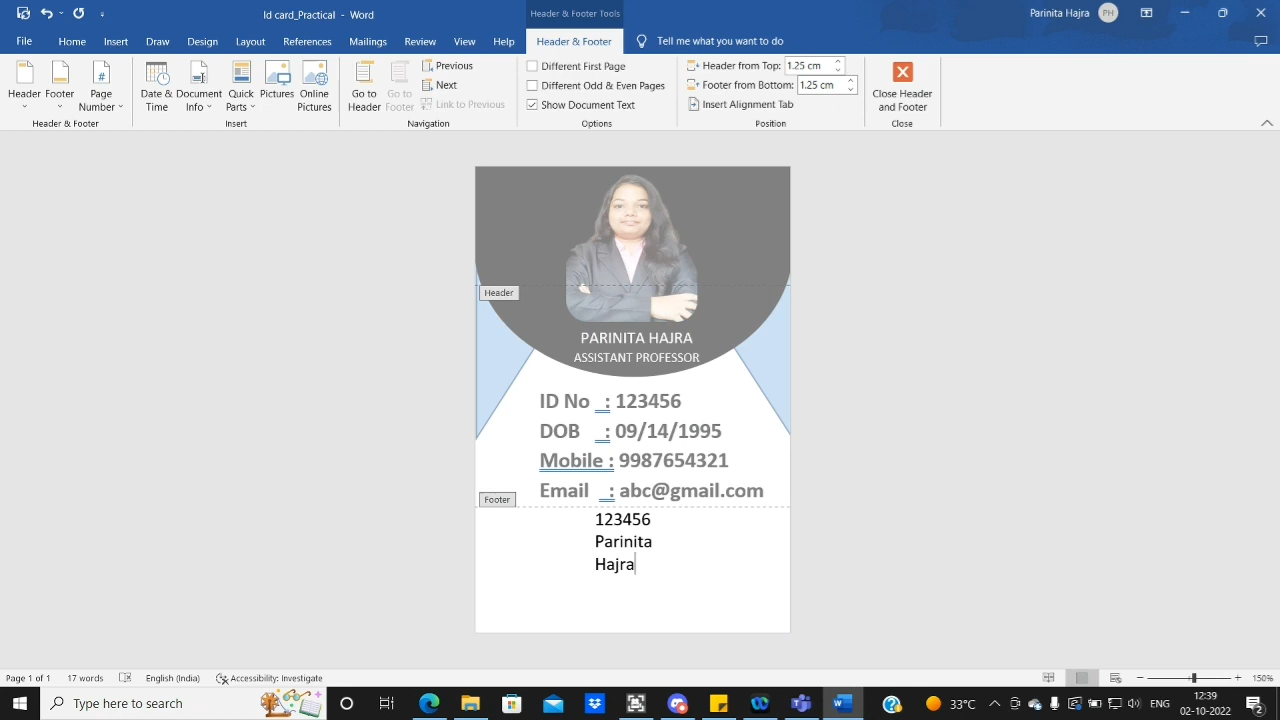 Id card_Practical - Word
Header & Footer Tools
Parinita Hajra PH
File Home Insert Draw Design Layout References Mailings Review View Help Header & Footer Tell me what you want to do
Header Footer Page Number
Header & Footer
Date & Time Document Info Quick Parts Pictures Online Pictures
Insert
Go to Header Go to Footer
Previous
Next
Link to Previous
Navigation
Different First Page
Different Odd & Even Pages
Show Document Text
Options
Header from Top: 1.25 cm
Footer from Bottom: 1.25 cm
Insert Alignment Tab
Position
Close Header and Footer
Close
Header
PARINITA HAJRA
ASSISTANT PROFESSOR
ID No : 123456
DOB : 09/14/1995
Mobile : 9987654321
Email : abc@gmail.com
Footer
123456
Parinita
Hajra
Page 1 of 1 17 words English (India) Accessibility: Investigate 150%
Type here to search
33°C ENG
12:39
02-10-2022
2